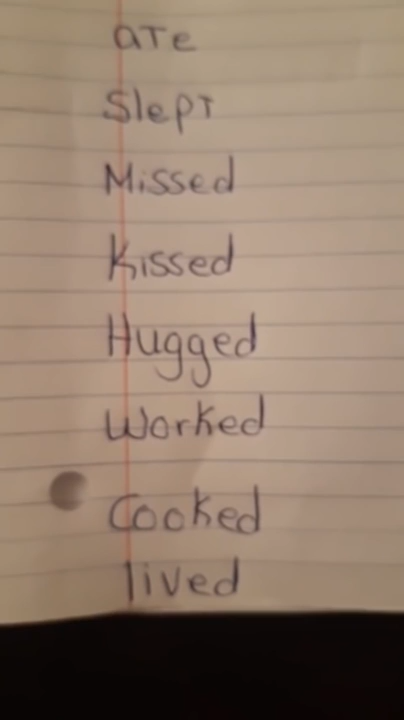 ate
Slept
Missed
Kissed
Hugged
Worked
Cooked
lived